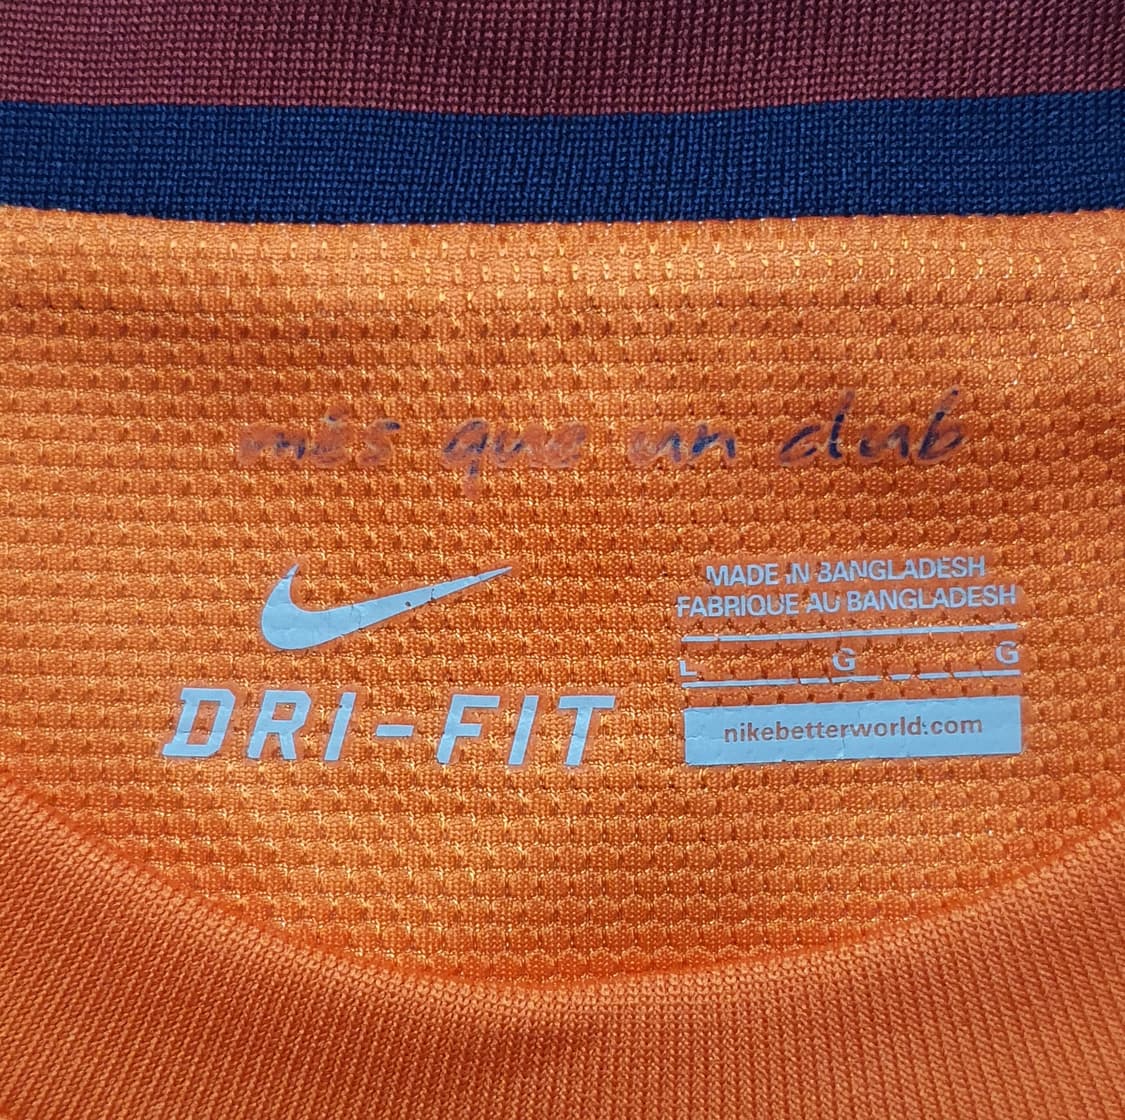 més que un club
DRI-FIT
MADE IN BANGLADESH
FABRIQUE AU BANGLADESH
L G G
nikebetterworld.com